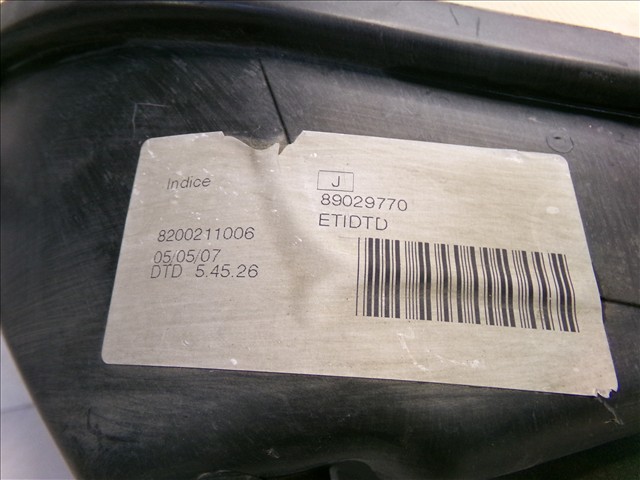 Indice
J
89029770
ETIDTD
8200211006
05/05/07
DTD 5.45.26